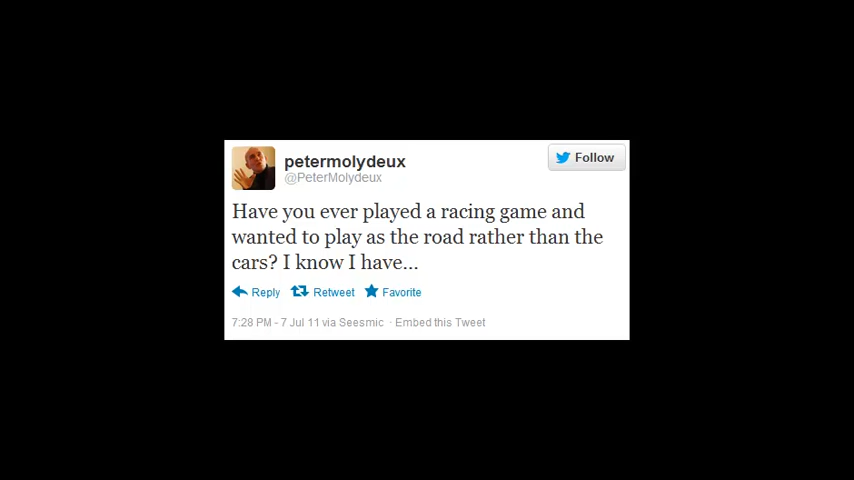 petermolydeux
@PeterMolydeux
Follow
Have you ever played a racing game and
wanted to play as the road rather than the
cars? I know I have...
Reply Retweet Favorite
7:28 PM - 7 Jul 11 via Seesmic · Embed this Tweet